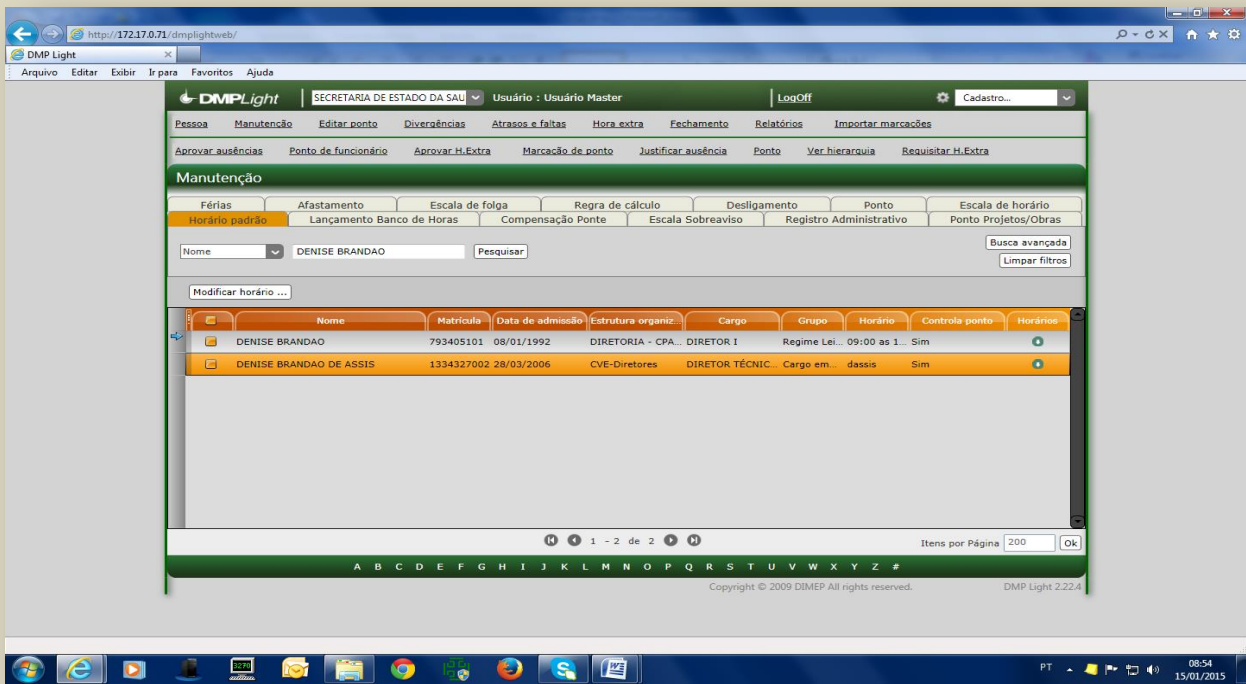 http://172.17.0.71/dmplightweb/
DMP Light
Arquivo Editar Exibir Ir para Favoritos Ajuda
DMPLight SECRETARIA DE ESTADO DA SAU Usuário : Usuário Master LogOff Cadastro...
Pessoa Manutenção Editar ponto Divergências Atrasos e faltas Hora extra Fechamento Relatórios Importar marcacões
Aprovar ausências Ponto de funcionário Aprovar H.Extra Marcação de ponto Justificar ausência Ponto Ver hierarquia Requisitar H.Extra
Manutenção
Férias Afastamento Escala de folga Regra de cálculo Desligamento Ponto Escala de horário
Horário padrão Lançamento Banco de Horas Compensação Ponte Escala Sobreaviso Registro Administrativo Ponto Projetos/Obras
Nome DENISE BRANDAO Pesquisar Busca avançada
Limpar filtros
Modificar horário ...
Nome Matrícula Data de admissão Estrutura organiz... Cargo Grupo Horário Controla ponto Horários
DENISE BRANDAO 793405101 08/01/1992 DIRETORIA - CPA... DIRETOR I Regime Lei... 09:00 as 1... Sim
DENISE BRANDAO DE ASSIS 1334327002 28/03/2006 CVE-Diretores DIRETOR TÉCNIC... Cargo em... dassis Sim
1 - 2 de 2 Itens por Página 200 Ok
A B C D E F G H I J K L M N O P Q R S T U V W X Y Z #
Copyright © 2009 DIMEP All rights reserved. DMP Light 2.22.4
3270
PT 08:54
15/01/2015